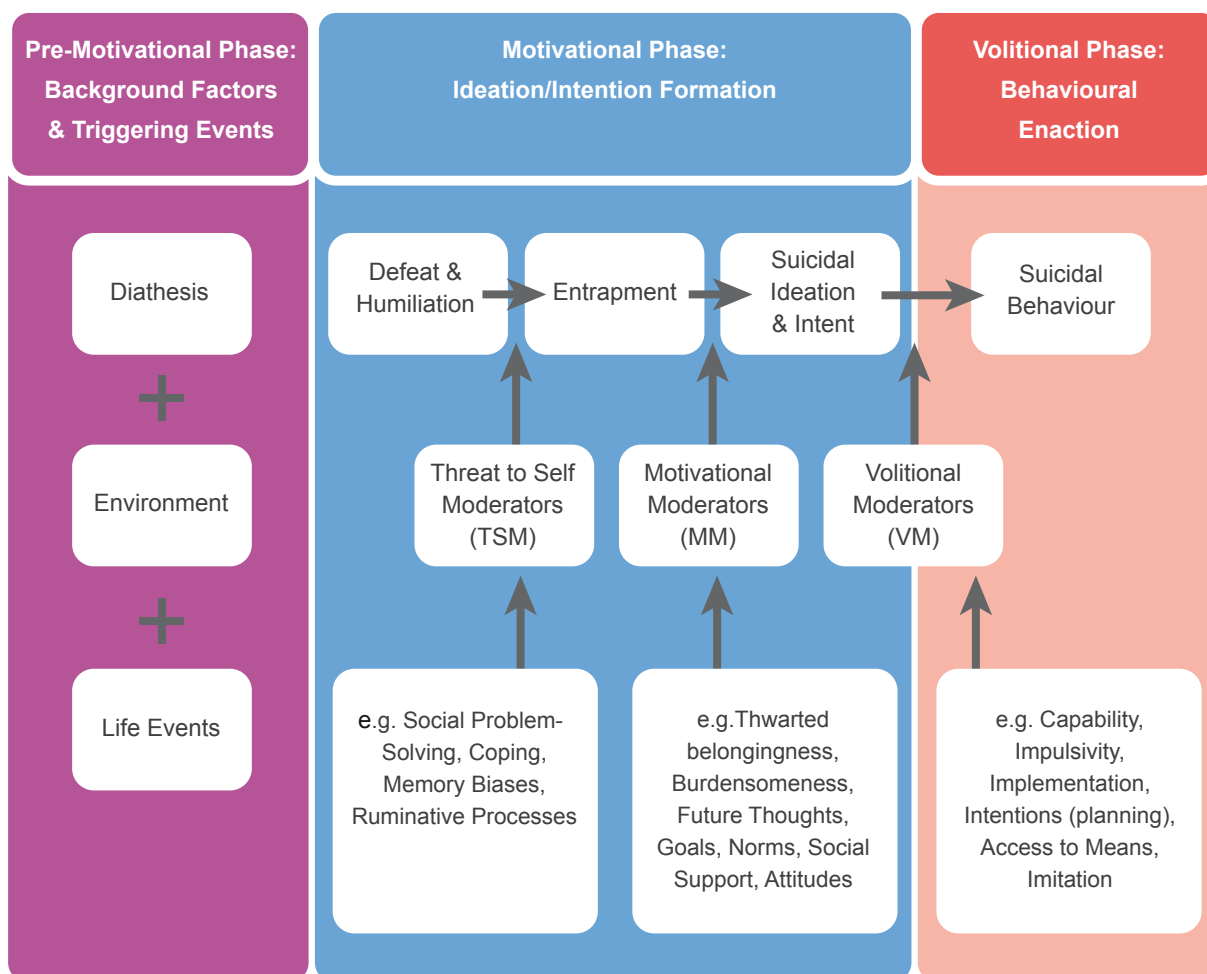 Pre-Motivational Phase:
Background Factors
& Triggering Events
Motivational Phase:
Ideation/Intention Formation
Volitional Phase:
Behavioural
Enaction
Diathesis
Environment
Life Events
Defeat &
Humiliation
Entrapment
Suicidal
Ideation
& Intent
Suicidal
Behaviour
Threat to Self
Moderators
(TSM)
Motivational
Moderators
(MM)
Volitional
Moderators
(VM)
e.g. Social Problem-
Solving, Coping,
Memory Biases,
Ruminative Processes
e.g.Thwarted
belongingness,
Burdensomeness,
Future Thoughts,
Goals, Norms, Social
Support, Attitudes
e.g. Capability,
Impulsivity,
Implementation,
Intentions (planning),
Access to Means,
Imitation